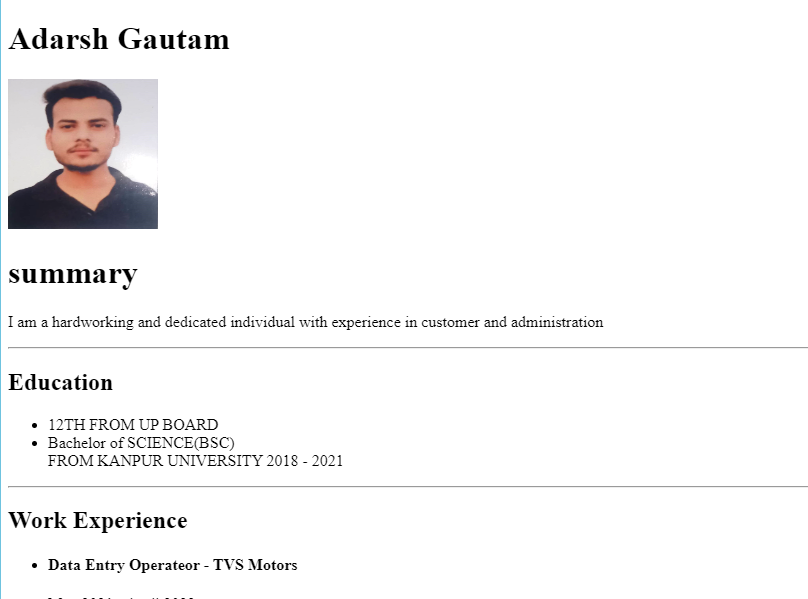 Adarsh Gautam
summary
I am a hardworking and dedicated individual with experience in customer and administration
Education
12TH FROM UP BOARD
Bachelor of SCIENCE(BSC)
FROM KANPUR UNIVERSITY 2018 - 2021
Work Experience
Data Entry Operateor - TVS Motors